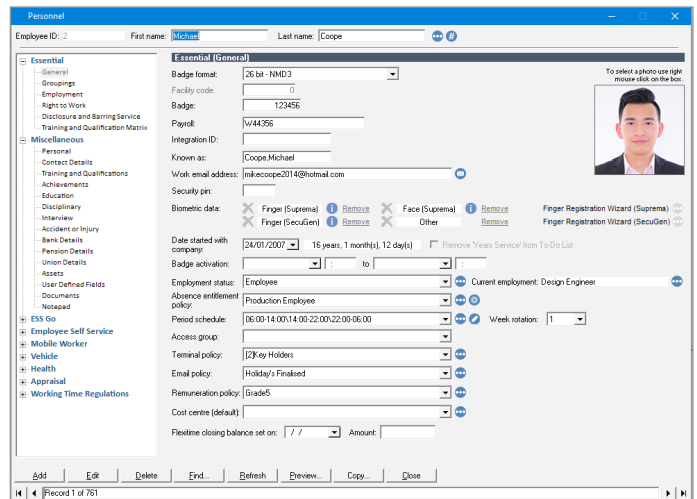 Personnel
Employee ID: 2 First name: Michael Last name: Coope
Essential
General
Groupings
Employment
Right to Work
Disclosure and Barring Service
Training and Qualification Matrix
Miscellaneous
Personal
Contact Details
Training and Qualifications
Achievements
Education
Disciplinary
Interview
Accident or Injury
Bank Details
Pension Details
Union Details
Assets
User Defined Fields
Documents
Notepad
ESS Go
Employee Self Service
Mobile Worker
Vehicle
Health
Appraisal
Working Time Regulations
Essential (General)
Badge format: 26 bit - NMD3
To select a photo use right
mouse click on the box.
Facility code: 0
Badge: 123456
Payroll: W44356
Integration ID:
Known as: Coope,Michael
Work email address: mikecoope2014@hotmail.com
Security pin:
Biometric data: Finger (Suprema) Remove Face (Suprema) Remove Finger Registration Wizard (Suprema)
Finger (SecuGen) Remove Other Remove Finger Registration Wizard (SecuGen)
Date started with
company: 24/01/2007 16 years, 1 month(s), 12 day(s) Remove 'Years Service' from To-Do List
Badge activation: : to :
Employment status: Employee Current employment: Design Engineer
Absence entitlement
policy: Production Employee
Period schedule: 06:00-14:00\14:00-22:00\22:00-06:00 Week rotation: 1
Access group:
Terminal policy: [2]Key Holders
Email policy: Holiday's Finalised
Remuneration policy: Grade5
Cost centre (default):
Flexitime closing balance set on: / / Amount:
Add Edit Delete Find... Refresh Preview... Copy... Close
Record 1 of 761